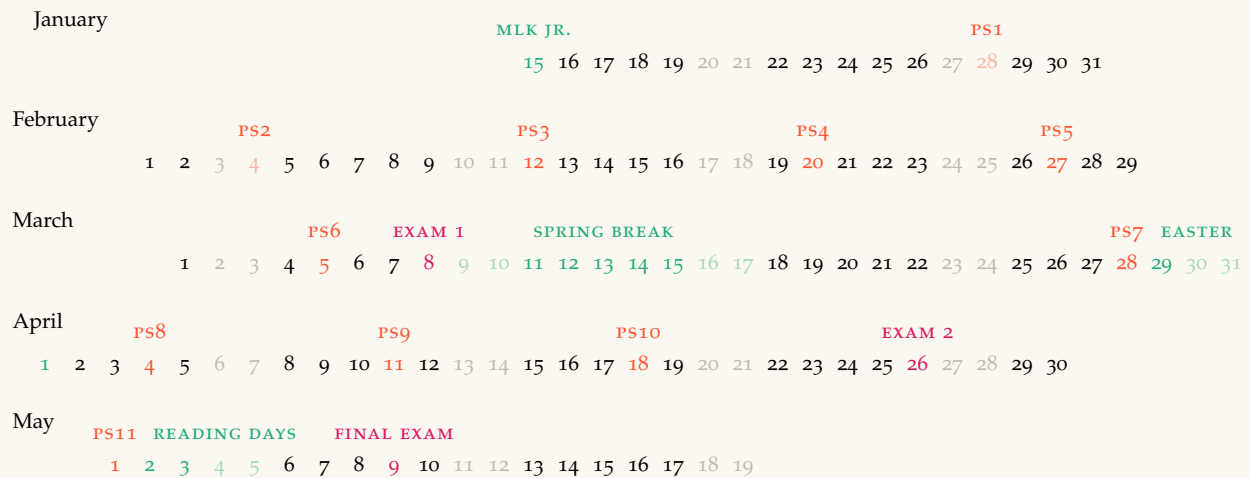 January
MLK JR. PS1
15 16 17 18 19 20 21 22 23 24 25 26 27 28 29 30 31
February
PS2 PS3 PS4 PS5
1 2 3 4 5 6 7 8 9 10 11 12 13 14 15 16 17 18 19 20 21 22 23 24 25 26 27 28 29
March
PS6 EXAM 1 SPRING BREAK PS7 EASTER
1 2 3 4 5 6 7 8 9 10 11 12 13 14 15 16 17 18 19 20 21 22 23 24 25 26 27 28 29 30 31
April
PS8 PS9 PS10 EXAM 2
1 2 3 4 5 6 7 8 9 10 11 12 13 14 15 16 17 18 19 20 21 22 23 24 25 26 27 28 29 30
May
PS11 READING DAYS FINAL EXAM
1 2 3 4 5 6 7 8 9 10 11 12 13 14 15 16 17 18 19